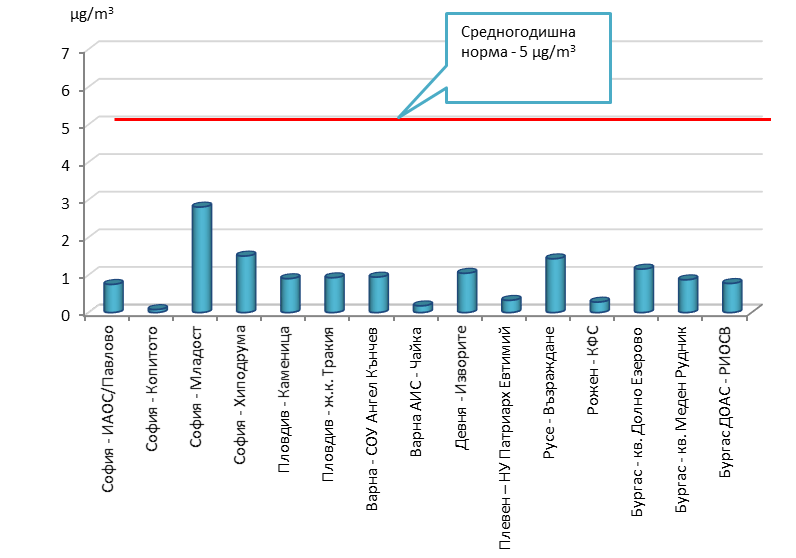 µg/m³
Средногодишна
норма - 5 µg/m³
7
6
5
4
3
2
1
0
София - ИАОС/Павлово
София - Копитото
София - Младост
София - Хиподрума
Пловдив - Каменица
Пловдив - ж.к. Тракия
Варна - СОУ Ангел Кънчев
Варна АИС - Чайка
Девня - Изворите
Плевен – НУ Патриарх Евтимий
Русе - Възраждане
Рожен - КФС
Бургас - кв. Долно Езерово
Бургас - кв. Меден Рудник
Бургас ДОАС - РИОСВ